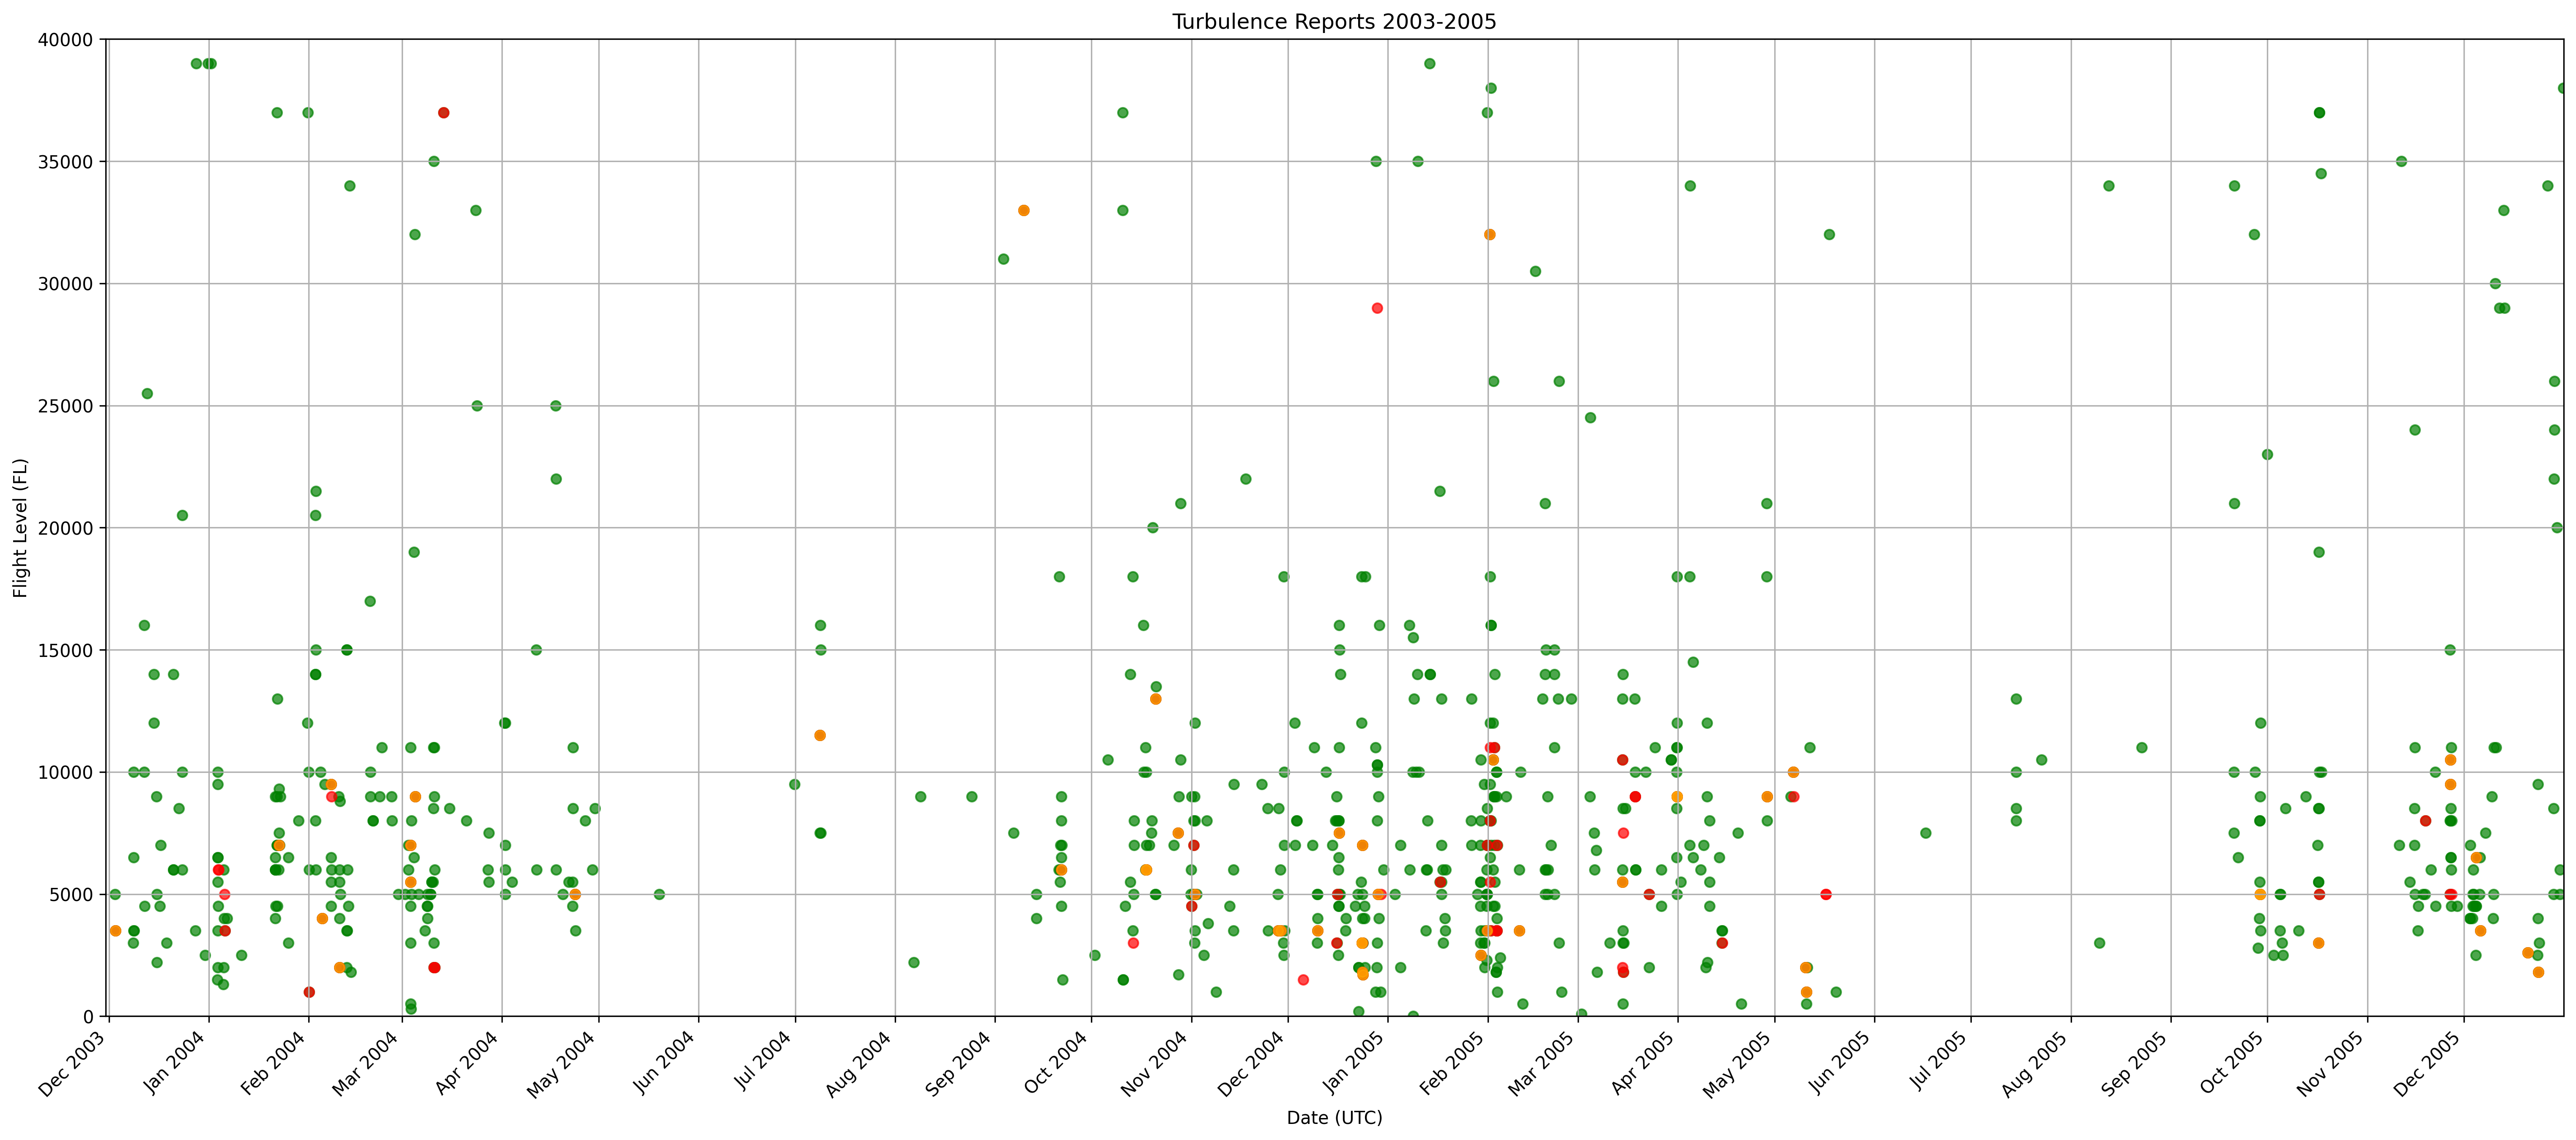 Turbulence Reports 2003-2005
Flight Level (FL)
40000
35000
30000
25000
20000
15000
10000
5000
0
Dec 2003
Jan 2004
Feb 2004
Mar 2004
Apr 2004
May 2004
Jun 2004
Jul 2004
Aug 2004
Sep 2004
Oct 2004
Nov 2004
Dec 2004
Jan 2005
Feb 2005
Mar 2005
Apr 2005
May 2005
Jun 2005
Jul 2005
Aug 2005
Sep 2005
Oct 2005
Nov 2005
Dec 2005
Date (UTC)